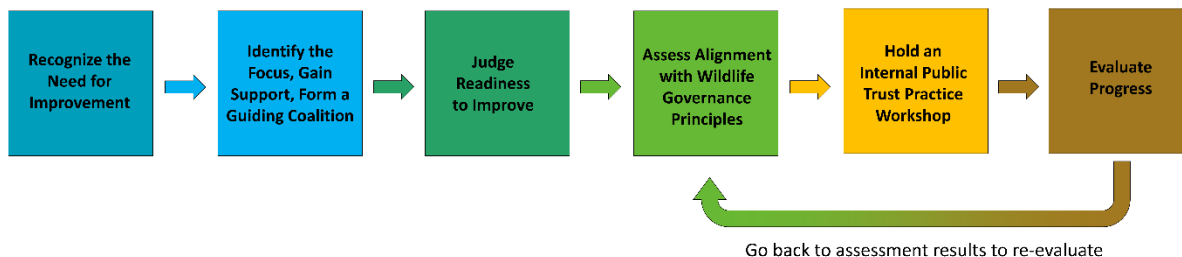 Recognize the
Need for
Improvement
Identify the
Focus, Gain
Support, Form a
Guiding Coalition
Judge
Readiness
to Improve
Assess Alignment
with Wildlife
Governance
Principles
Hold an
Internal Public
Trust Practice
Workshop
Evaluate
Progress
Go back to assessment results to re-evaluate